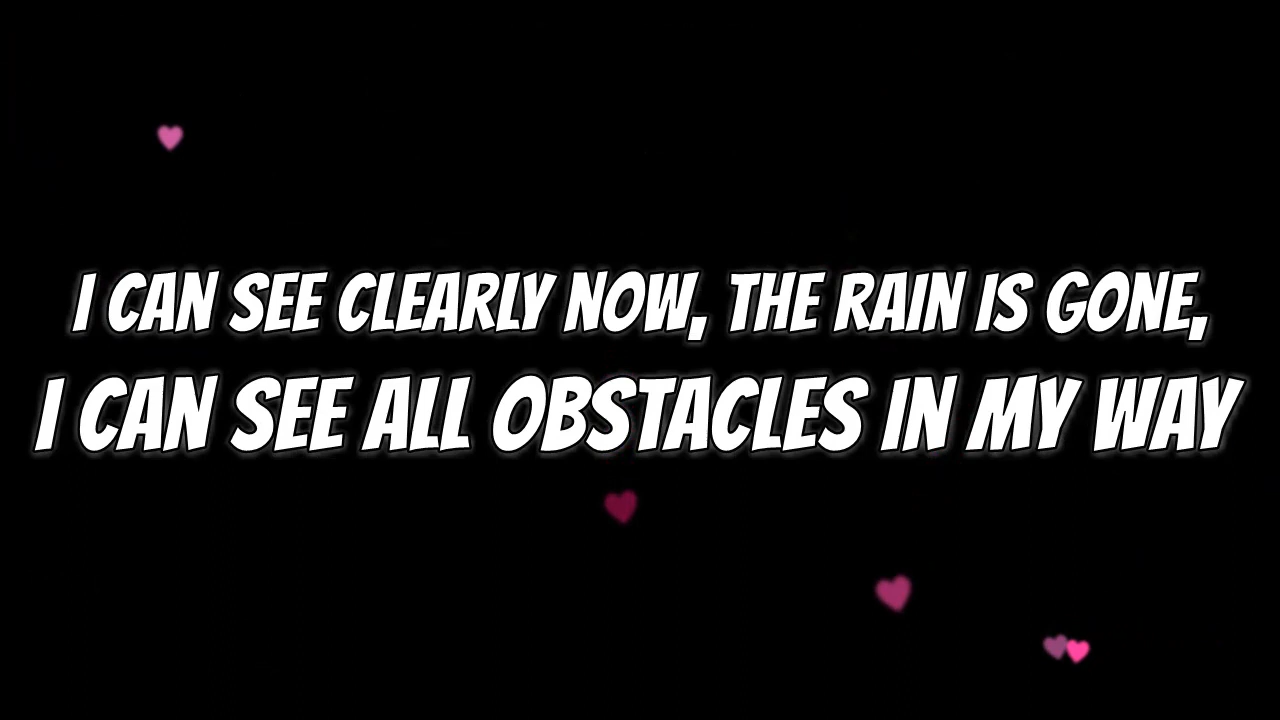 I CAN SEE CLEARLY NOW, THE RAIN IS GONE,
I CAN SEE ALL OBSTACLES IN MY WAY